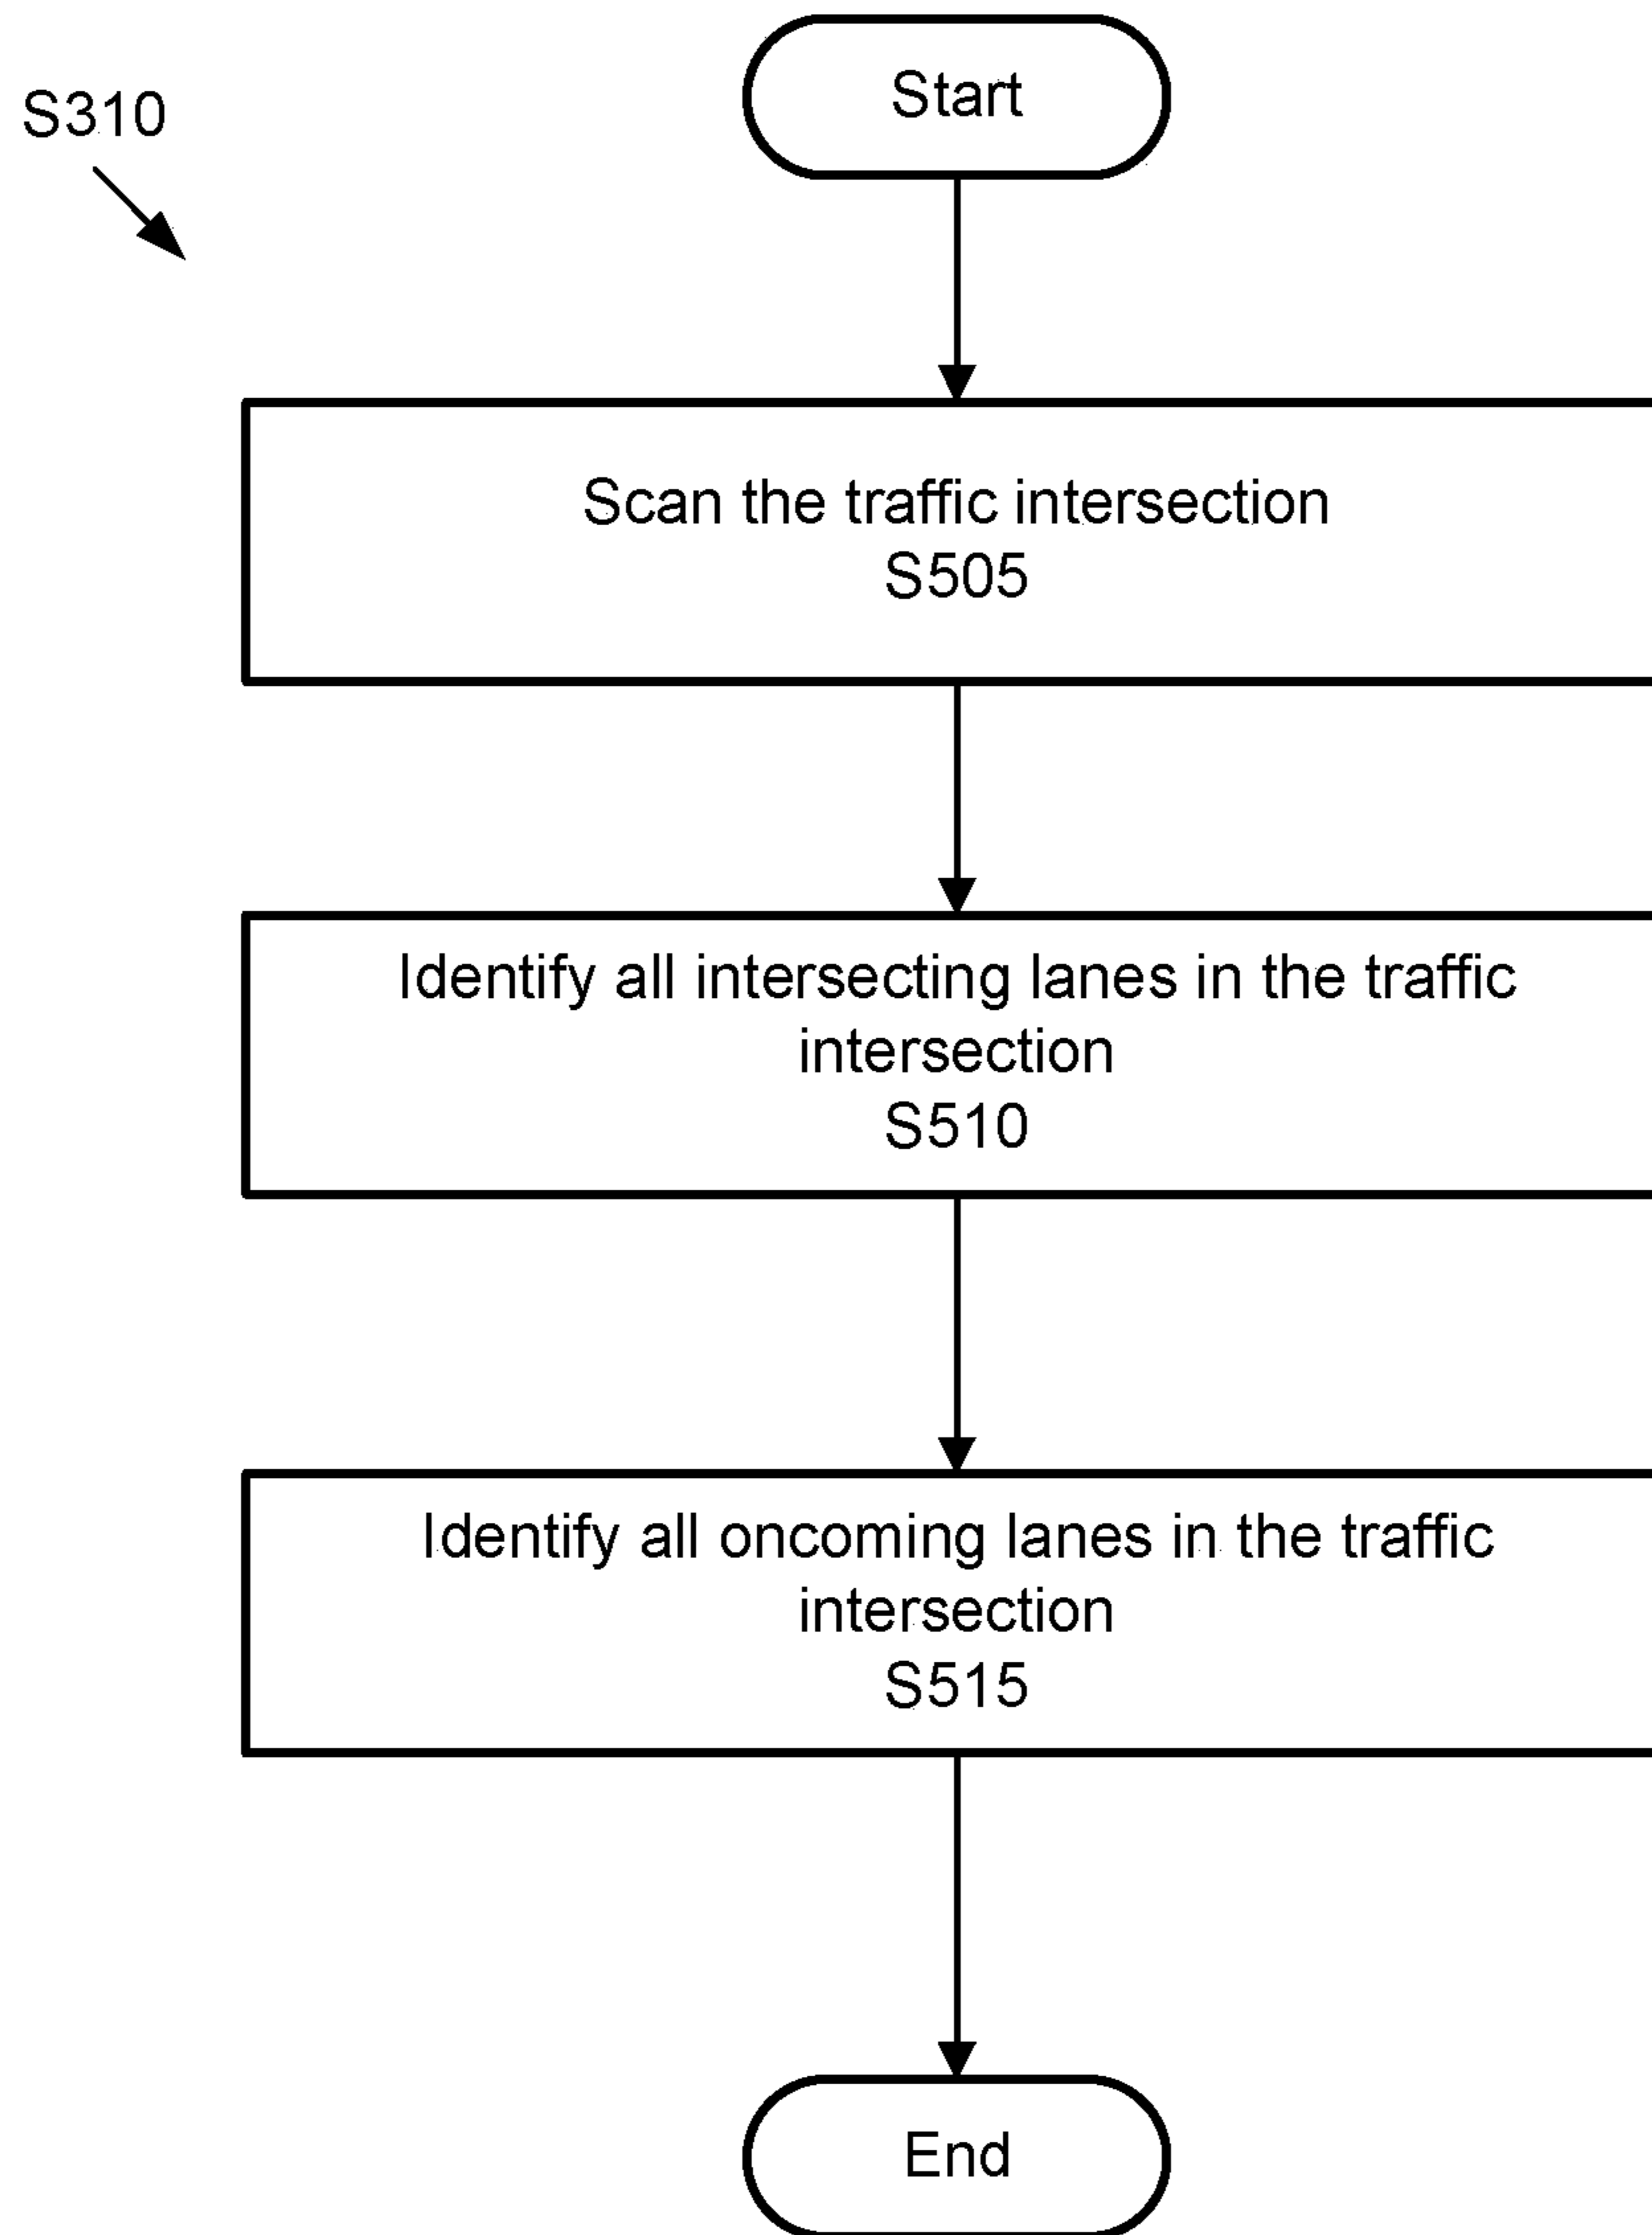 S310
Start
Scan the traffic intersection
S505
Identify all intersecting lanes in the traffic
intersection
S510
Identify all oncoming lanes in the traffic
intersection
S515
End